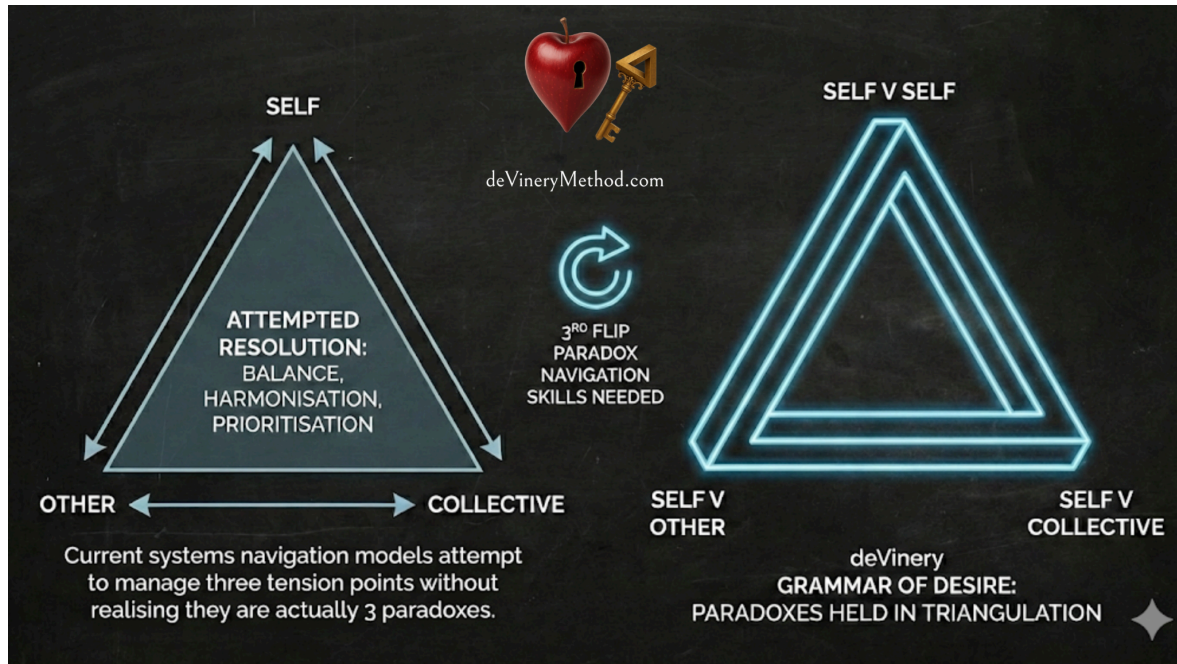 deVineryMethod.com
SELF
ATTEMPTED
RESOLUTION:
BALANCE,
HARMONISATION,
PRIORITISATION
OTHER
COLLECTIVE
Current systems navigation models attempt
to manage three tension points without
realising they are actually 3 paradoxes.
3RD FLIP
PARADOX
NAVIGATION
SKILLS NEEDED
SELF V SELF
SELF V
OTHER
SELF V
COLLECTIVE
deVinery
GRAMMAR OF DESIRE:
PARADOXES HELD IN TRIANGULATION